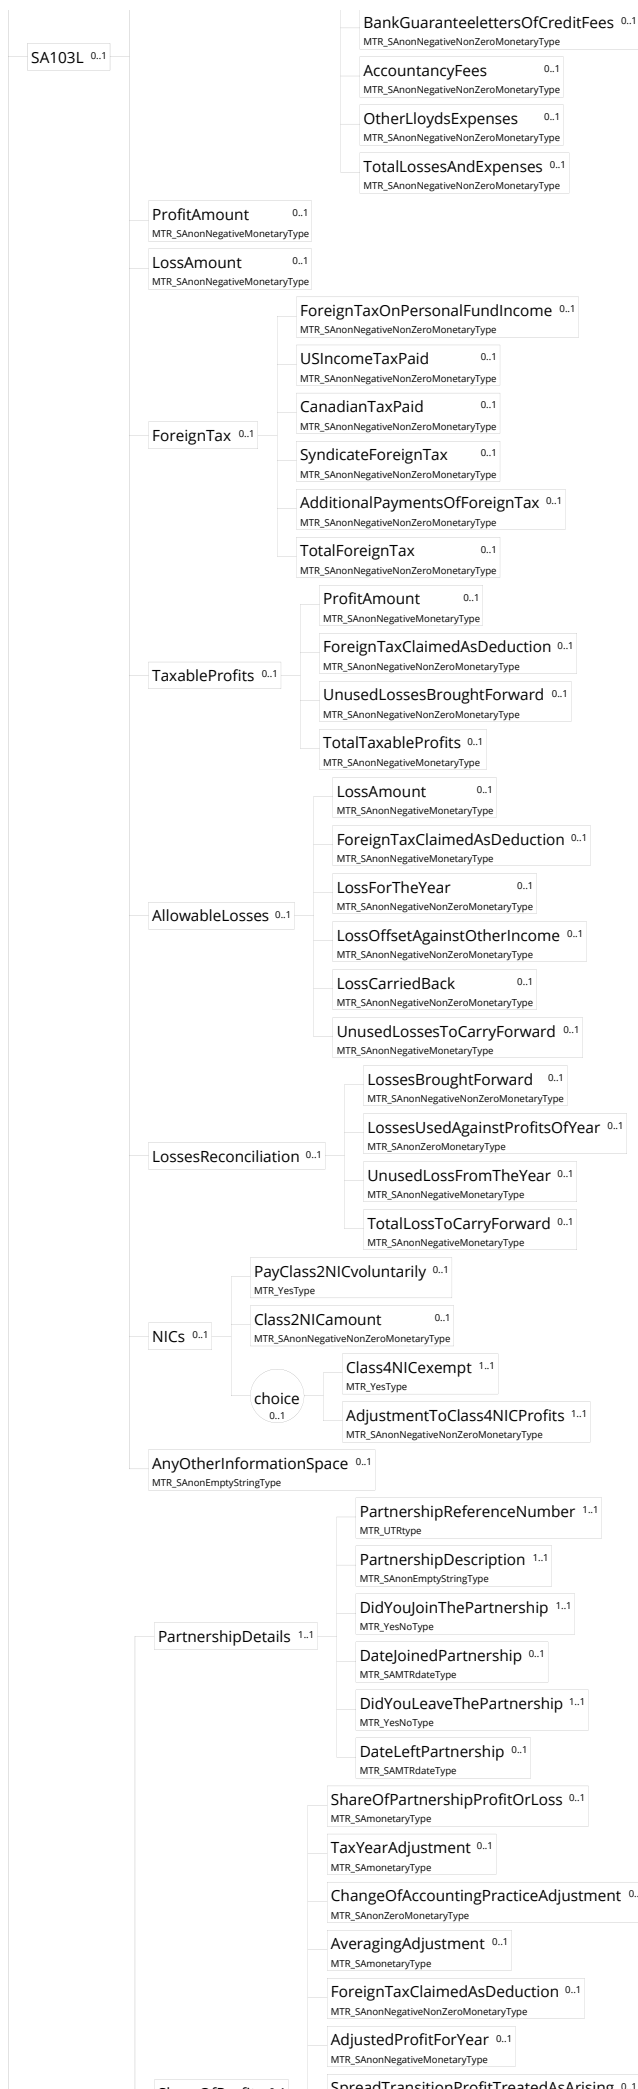 BankGuaranteelettersOfCreditFees 0..1
MTR_SAnonNegativeNonZeroMonetaryType
SA103L 0..1
AccountancyFees 0..1
MTR_SAnonNegativeNonZeroMonetaryType
OtherLloydsExpenses 0..1
MTR_SAnonNegativeNonZeroMonetaryType
TotalLossesAndExpenses 0..1
MTR_SAnonNegativeNonZeroMonetaryType
ProfitAmount 0..1
MTR_SAnonNegativeMonetaryType
LossAmount 0..1
MTR_SAnonNegativeMonetaryType
ForeignTax 0..1
ForeignTaxOnPersonalFundIncome 0..1
MTR_SAnonNegativeNonZeroMonetaryType
USIncomeTaxPaid 0..1
MTR_SAnonNegativeNonZeroMonetaryType
CanadianTaxPaid 0..1
MTR_SAnonNegativeNonZeroMonetaryType
SyndicateForeignTax 0..1
MTR_SAnonNegativeNonZeroMonetaryType
AdditionalPaymentsOfForeignTax 0..1
MTR_SAnonNegativeNonZeroMonetaryType
TotalForeignTax 0..1
MTR_SAnonNegativeNonZeroMonetaryType
TaxableProfits 0..1
ProfitAmount 0..1
MTR_SAnonNegativeMonetaryType
ForeignTaxClaimedAsDeduction 0..1
MTR_SAnonNegativeNonZeroMonetaryType
UnusedLossesBroughtForward 0..1
MTR_SAnonNegativeNonZeroMonetaryType
TotalTaxableProfits 0..1
MTR_SAnonNegativeMonetaryType
AllowableLosses 0..1
LossAmount 0..1
MTR_SAnonNegativeMonetaryType
ForeignTaxClaimedAsDeduction 0..1
MTR_SAnonNegativeMonetaryType
LossForTheYear 0..1
MTR_SAnonNegativeNonZeroMonetaryType
LossOffsetAgainstOtherIncome 0..1
MTR_SAnonNegativeNonZeroMonetaryType
LossCarriedBack 0..1
MTR_SAnonNegativeNonZeroMonetaryType
UnusedLossesToCarryForward 0..1
MTR_SAnonNegativeMonetaryType
LossesReconciliation 0..1
LossesBroughtForward 0..1
MTR_SAnonNegativeNonZeroMonetaryType
LossesUsedAgainstProfitsOfYear 0..1
MTR_SAnonZeroMonetaryType
UnusedLossFromTheYear 0..1
MTR_SAnonNegativeMonetaryType
TotalLossToCarryForward 0..1
MTR_SAnonNegativeMonetaryType
NICs 0..1
PayClass2NICvoluntarily 0..1
MTR_YesType
Class2NICamount 0..1
MTR_SAnonNegativeNonZeroMonetaryType
choice
0..1
Class4NICexempt 1..1
MTR_YesType
AdjustmentToClass4NICProfits 1..1
MTR_SAnonNegativeNonZeroMonetaryType
AnyOtherInformationSpace 0..1
MTR_SAnonEmptyStringType
PartnershipDetails 1..1
PartnershipReferenceNumber 1..1
MTR_UTRtype
PartnershipDescription 1..1
MTR_SAnonEmptyStringType
DidYouJoinThePartnership 1..1
MTR_YesNoType
DateJoinedPartnership 0..1
MTR_SAMTRdateType
DidYouLeaveThePartnership 1..1
MTR_YesNoType
DateLeftPartnership 0..1
MTR_SAMTRdateType
ShareOfPartnershipProfitOrLoss 0..1
MTR_SAmonetaryType
TaxYearAdjustment 0..1
MTR_SAmonetaryType
ChangeOfAccountingPracticeAdjustment 0..
MTR_SAnonZeroMonetaryType
AveragingAdjustment 0..1
MTR_SAmonetaryType
ForeignTaxClaimedAsDeduction 0..1
MTR_SAnonNegativeNonZeroMonetaryType
AdjustedProfitForYear 0..1
MTR_SAnonNegativeMonetaryType
SpreadTransitionProfitTreatedAsArising 0..1